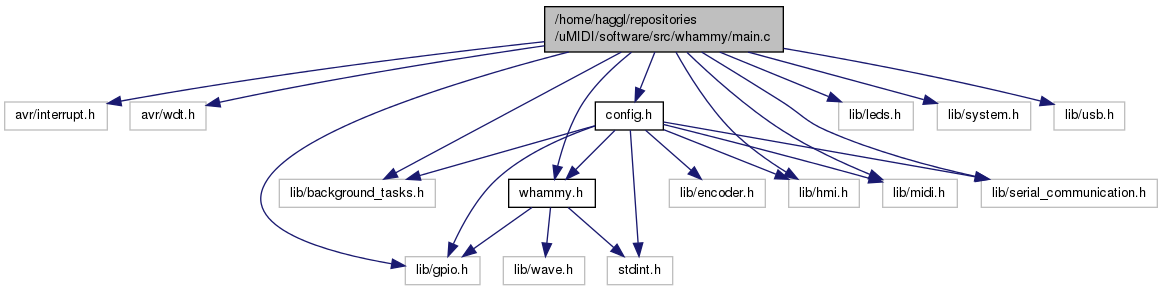 /home/haggl/repositories
/uMIDI/software/src/whammy/main.c
avr/interrupt.h
avr/wdt.h
config.h
lib/leds.h
lib/system.h
lib/usb.h
lib/background_tasks.h
whammy.h
lib/encoder.h
lib/hmi.h
lib/midi.h
lib/serial_communication.h
lib/gpio.h
lib/wave.h
stdint.h